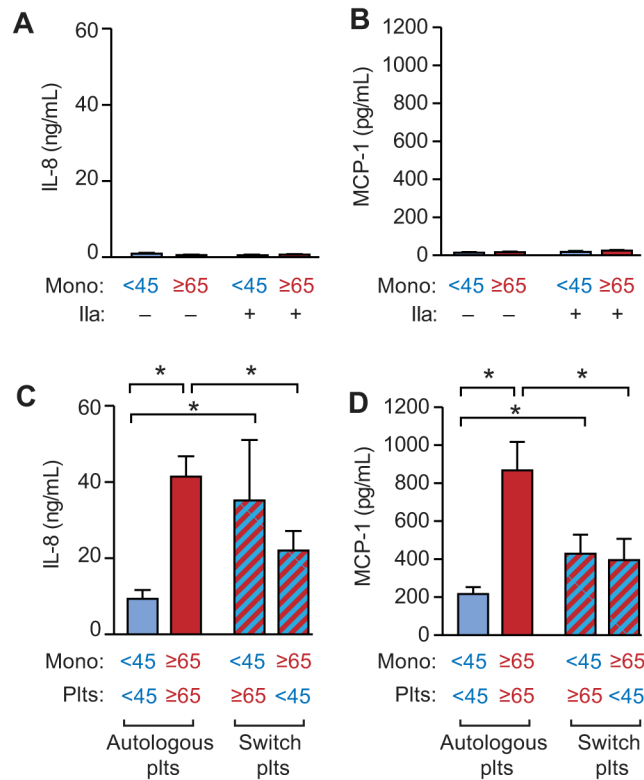 A
IL-8 (ng/mL)
60
40
20
0
Mono: <45 ≥65 <45 ≥65
IIa: – – + +
B
MCP-1 (pg/mL)
1200
1000
800
600
400
200
0
Mono: <45 ≥65 <45 ≥65
IIa: – – + +
C
* *
*
IL-8 (ng/mL)
60
40
20
0
Mono: <45 ≥65 <45 ≥65
Plts: <45 ≥65 ≥65 <45
Autologous Switch
plts plts
D
* *
*
MCP-1 (pg/mL)
1200
1000
800
600
400
200
0
Mono: <45 ≥65 <45 ≥65
Plts: <45 ≥65 ≥65 <45
Autologous Switch
plts plts